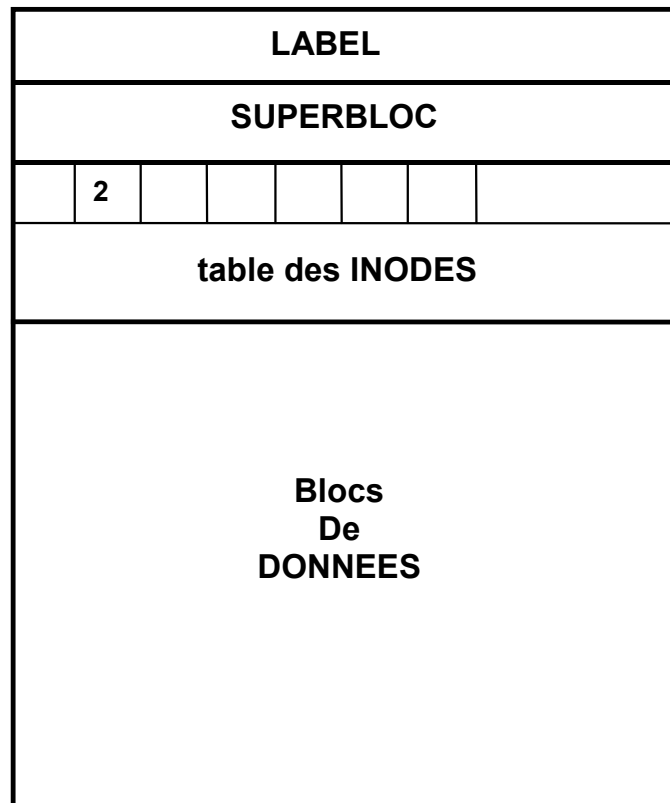 LABEL
SUPERBLOC
2
table des INODES
Blocs
De
DONNEES